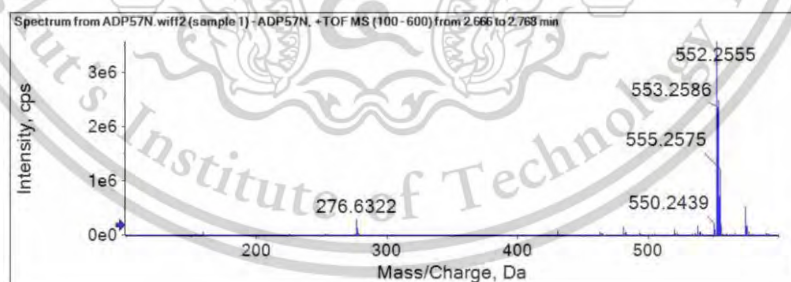 Spectrum from ADP57N.wiff2 (sample 1) - ADP57N, +TOF MS (100 - 600) from 2.666 to 2.768 min
552.2555
3e6
553.2586
2e6
555.2575
1e6
276.6322
550.2439
0e0
200 300 400 500
Intensity, cps
Mass/Charge, Da
ut's Institute of Technology